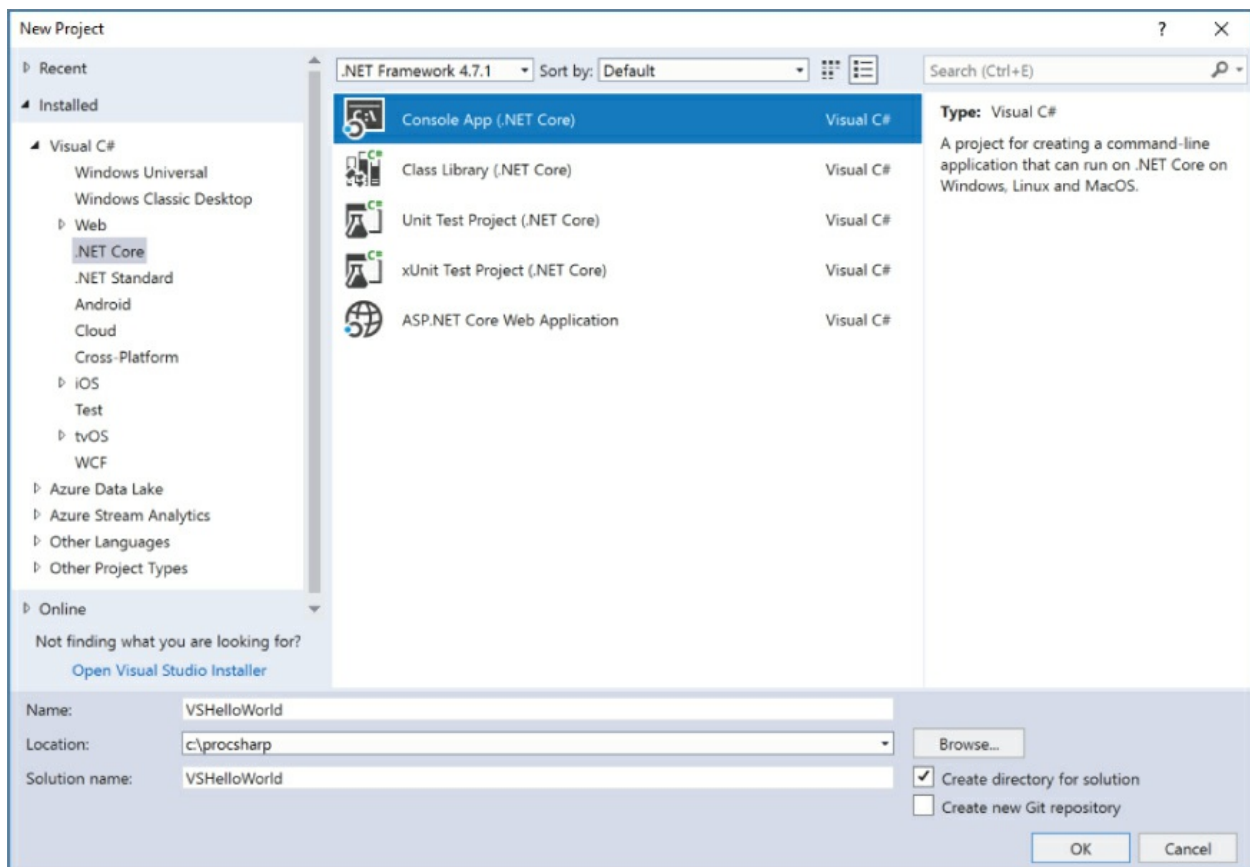 New Project
Recent
Installed
Visual C#
Windows Universal
Windows Classic Desktop
Web
.NET Core
.NET Standard
Android
Cloud
Cross-Platform
iOS
Test
tvOS
WCF
Azure Data Lake
Azure Stream Analytics
Other Languages
Other Project Types
Online
Not finding what you are looking for?
Open Visual Studio Installer
.NET Framework 4.7.1 Sort by: Default
Console App (.NET Core) Visual C#
Class Library (.NET Core) Visual C#
Unit Test Project (.NET Core) Visual C#
xUnit Test Project (.NET Core) Visual C#
ASP.NET Core Web Application Visual C#
Search (Ctrl+E)
Type: Visual C#
A project for creating a command-line
application that can run on .NET Core on
Windows, Linux and MacOS.
Name: VSHelloWorld
Location: c:\procsharp Browse...
Solution name: VSHelloWorld
Create directory for solution
Create new Git repository
OK Cancel